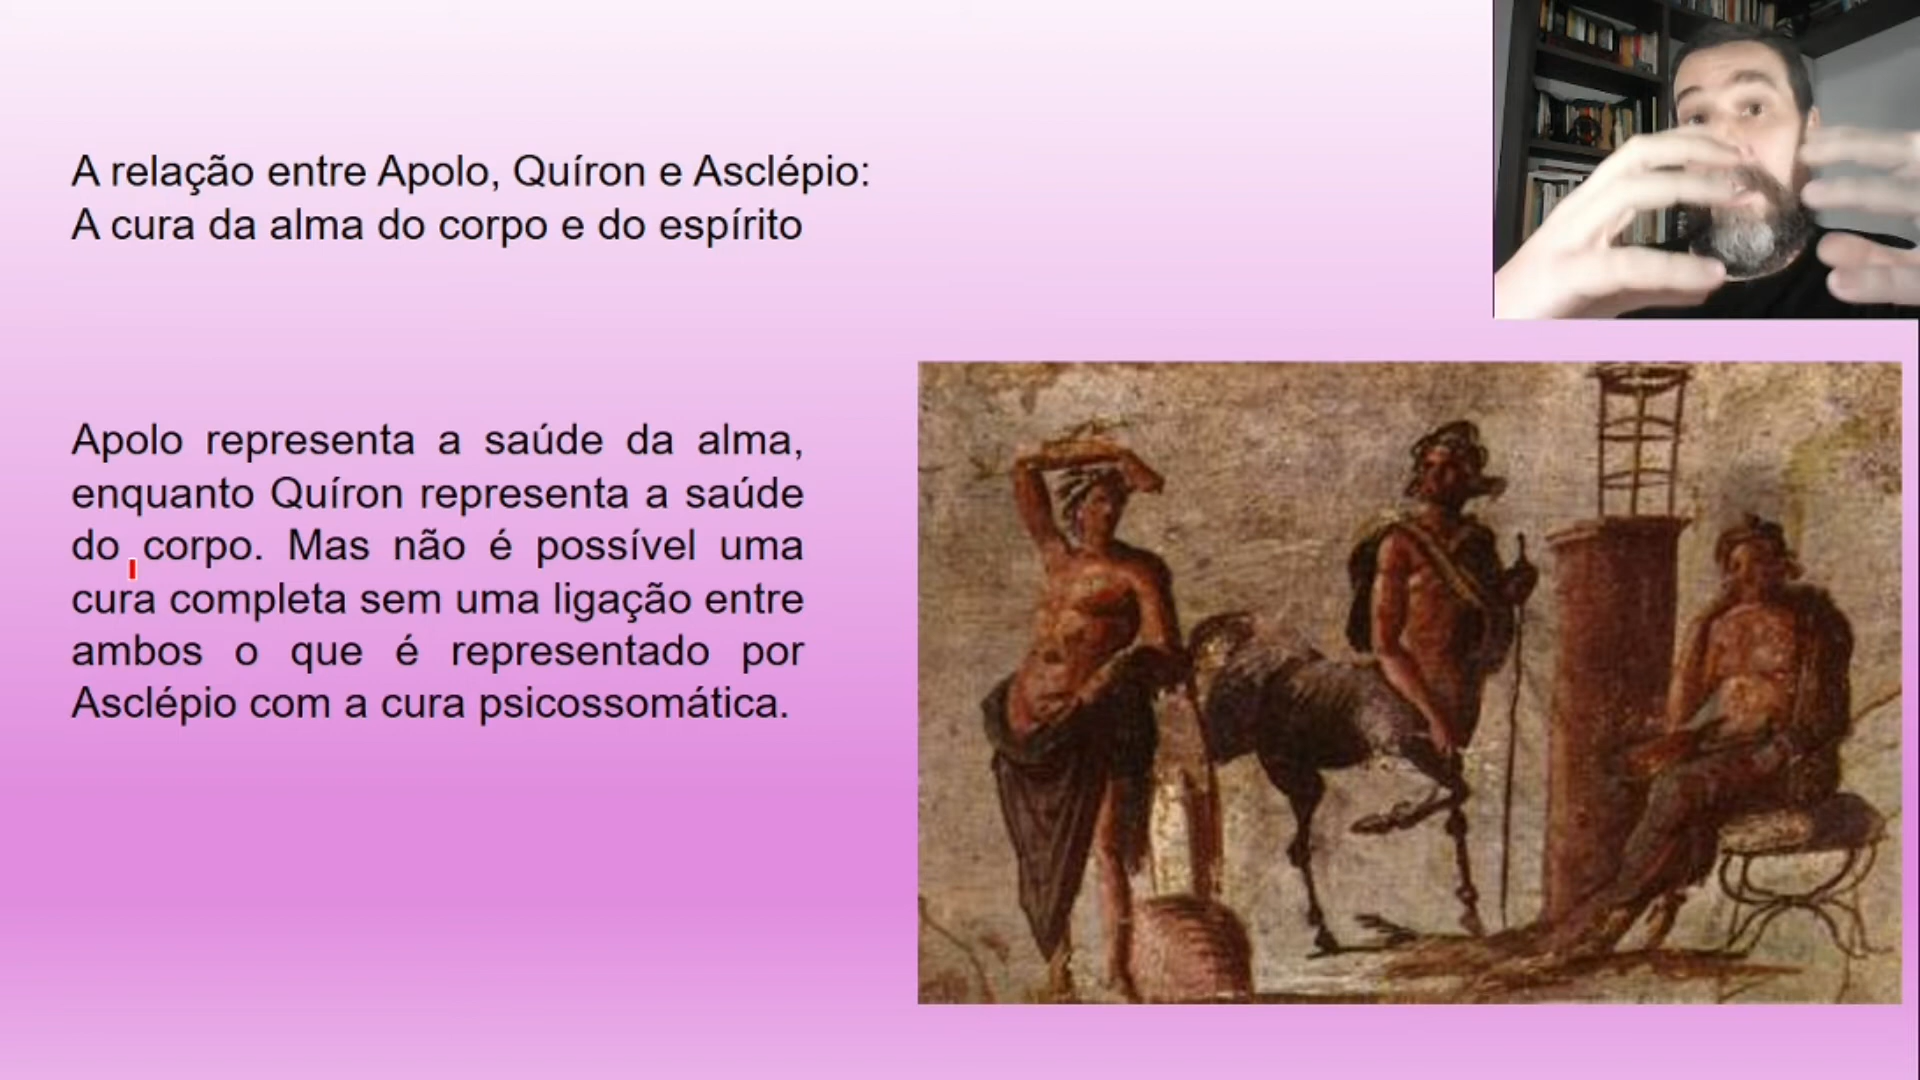 A relação entre Apolo, Quíron e Asclépio:
A cura da alma do corpo e do espírito
Apolo representa a saúde da alma,
enquanto Quíron representa a saúde
do corpo. Mas não é possível uma
cura completa sem uma ligação entre
ambos o que é representado por
Asclépio com a cura psicossomática.